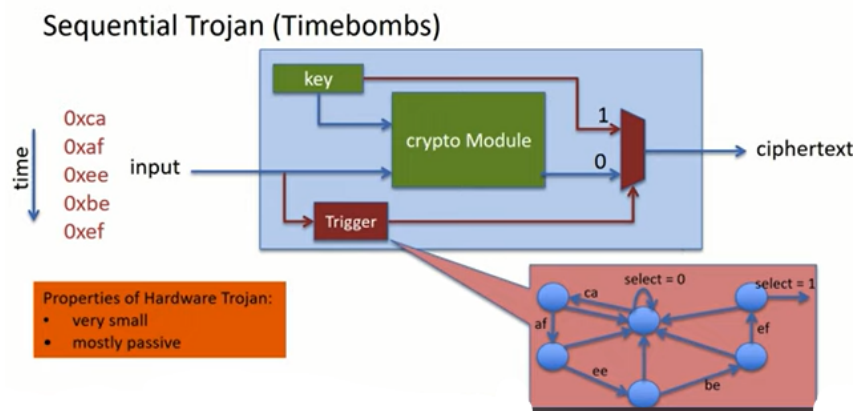 Sequential Trojan (Timebombs)
key
0xca
0xaf
0xee
0xbe
0xef
time
input
crypto Module
1
0
ciphertext
Trigger
Properties of Hardware Trojan:
• very small
• mostly passive
select = 0
select = 1
ca
af
ef
ee
be